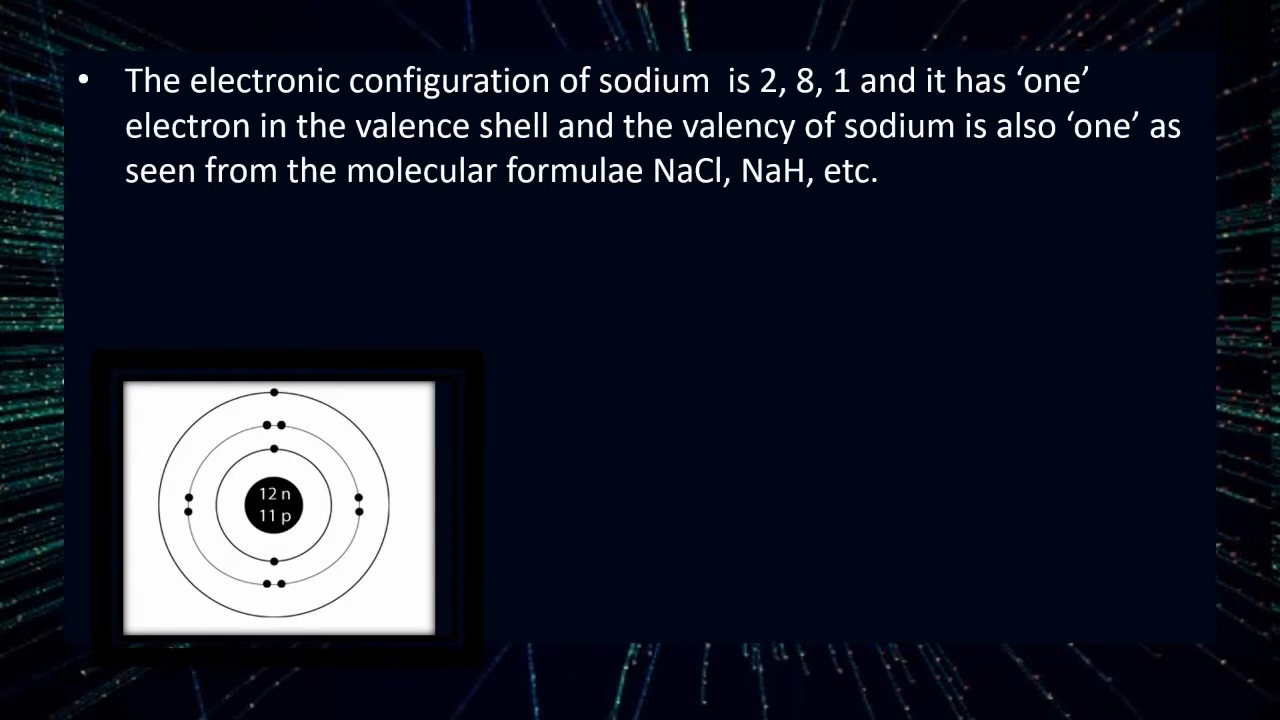 • The electronic configuration of sodium  is 2, 8, 1 and it has ‘one’
electron in the valence shell and the valency of sodium is also ‘one’ as
seen from the molecular formulae NaCl, NaH, etc.
12 n
11 p